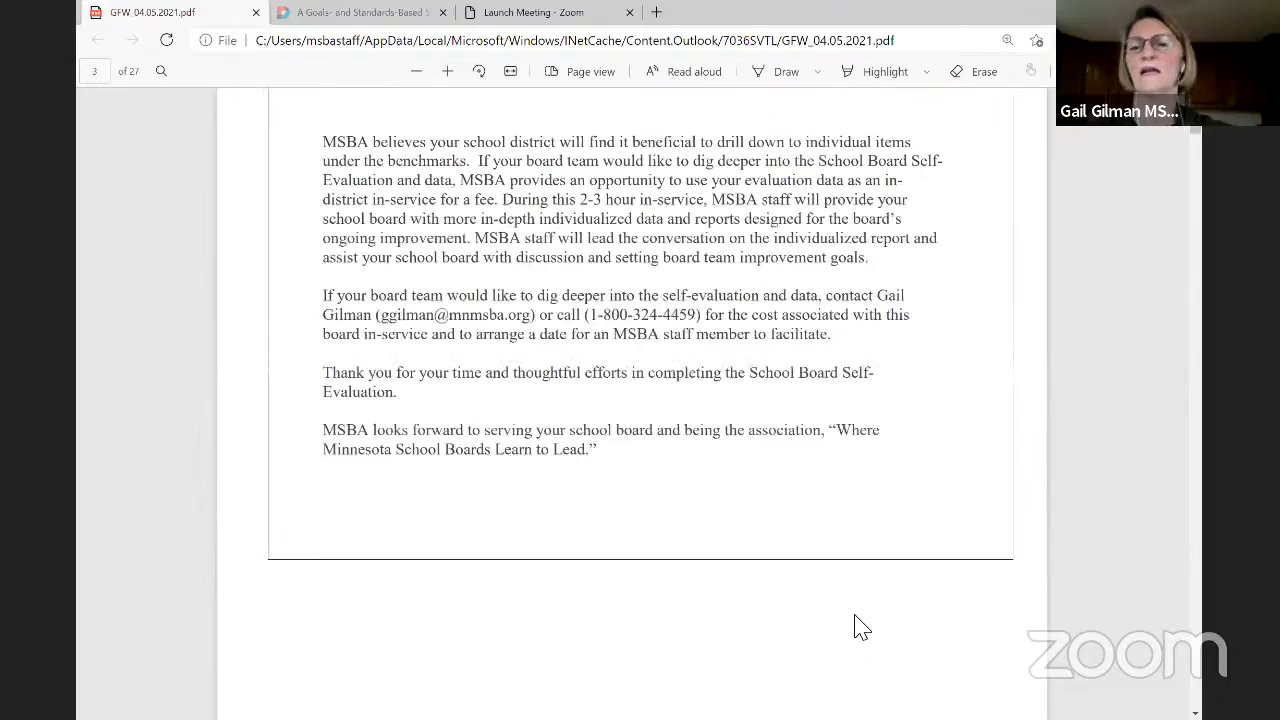 GFW_04.05.2021.pdf
A Goals- and Standards-Based S
Launch Meeting - Zoom
File
C:/Users/msbastaff/AppData/Local/Microsoft/Windows/INetCache/Content.Outlook/7036SVTL/GFW_04.05.2021.pdf
3 of 27
Page view
Read aloud
Draw
Highlight
Erase
Gail Gilman MS...
MSBA believes your school district will find it beneficial to drill down to individual items
under the benchmarks.  If your board team would like to dig deeper into the School Board Self-
Evaluation and data, MSBA provides an opportunity to use your evaluation data as an in-
district in-service for a fee. During this 2-3 hour in-service, MSBA staff will provide your
school board with more in-depth individualized data and reports designed for the board's
ongoing improvement. MSBA staff will lead the conversation on the individualized report and
assist your school board with discussion and setting board team improvement goals.
If your board team would like to dig deeper into the self-evaluation and data, contact Gail
Gilman (ggilman@mnmsba.org) or call (1-800-324-4459) for the cost associated with this
board in-service and to arrange a date for an MSBA staff member to facilitate.
Thank you for your time and thoughtful efforts in completing the School Board Self-
Evaluation.
MSBA looks forward to serving your school board and being the association, “Where
Minnesota School Boards Learn to Lead.”
zoom